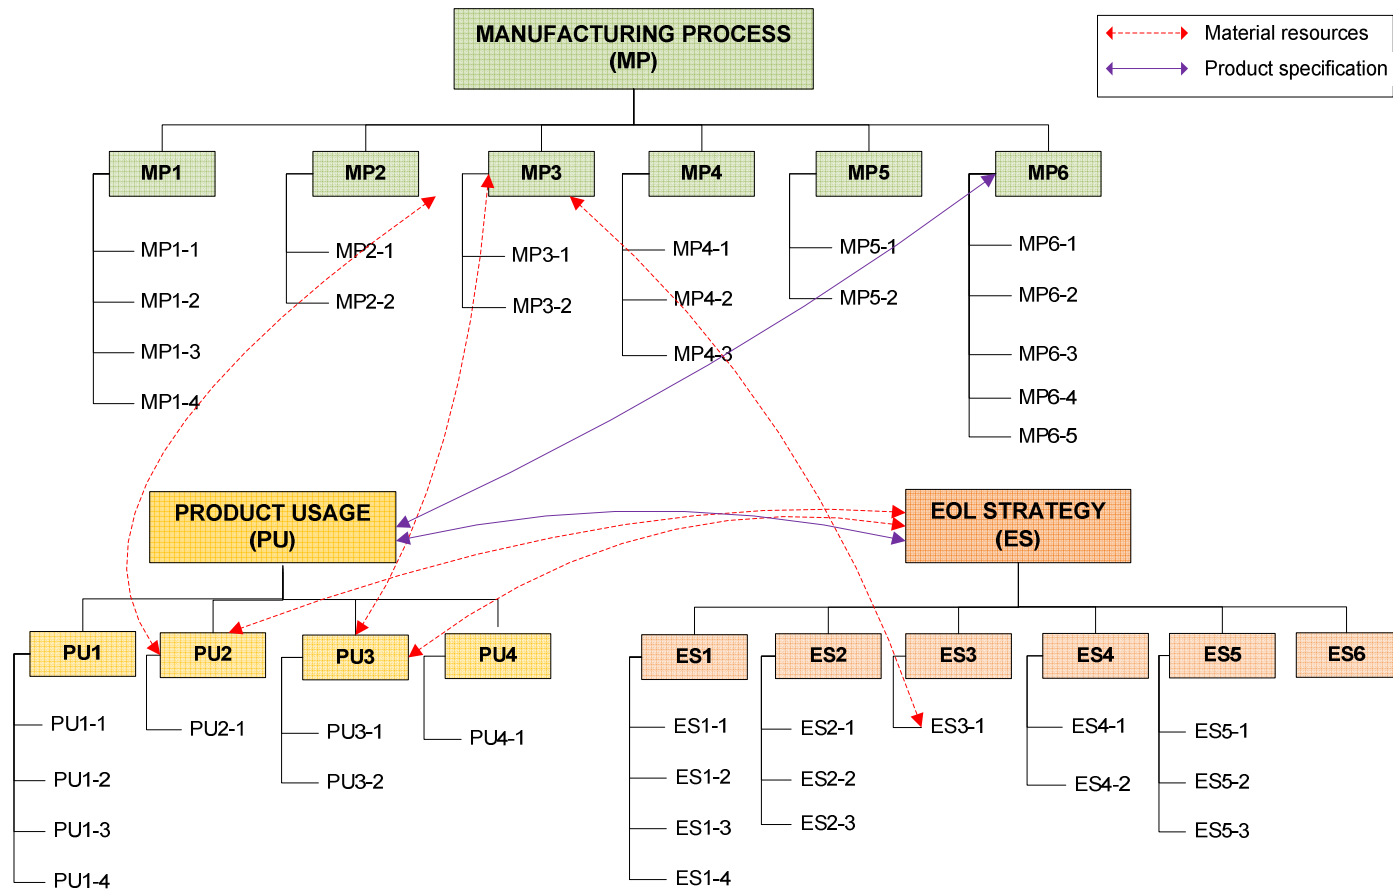 MANUFACTURING PROCESS
(MP)
Material resources
Product specification
MP1
MP2
MP3
MP4
MP5
MP6
MP1-1
MP1-2
MP1-3
MP1-4
MP2-1
MP2-2
MP3-1
MP3-2
MP4-1
MP4-2
MP4-3
MP5-1
MP5-2
MP6-1
MP6-2
MP6-3
MP6-4
MP6-5
PRODUCT USAGE
(PU)
EOL STRATEGY
(ES)
PU1
PU2
PU3
PU4
PU1-1
PU1-2
PU1-3
PU1-4
PU2-1
PU3-1
PU3-2
PU4-1
ES1
ES2
ES3
ES4
ES5
ES6
ES1-1
ES1-2
ES1-3
ES1-4
ES2-1
ES2-2
ES2-3
ES3-1
ES4-1
ES4-2
ES5-1
ES5-2
ES5-3